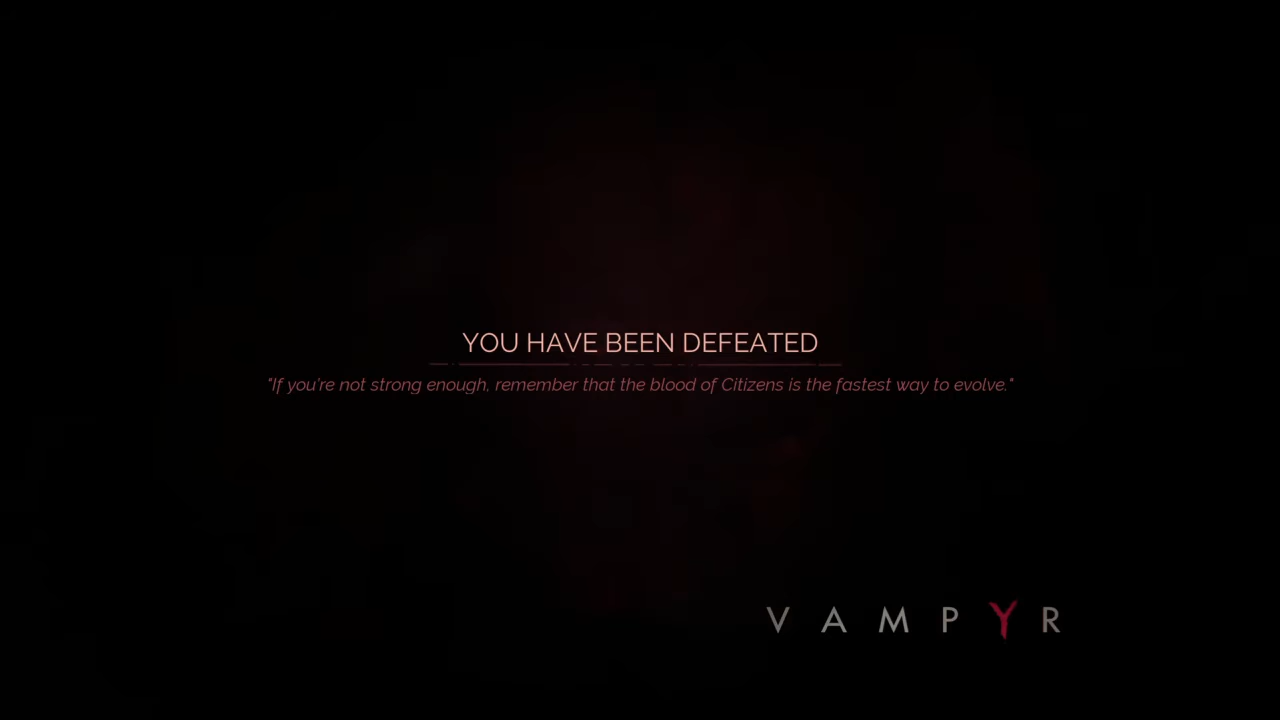 YOU HAVE BEEN DEFEATED
"If you're not strong enough, remember that the blood of Citizens is the fastest way to evolve."
VAMPYR